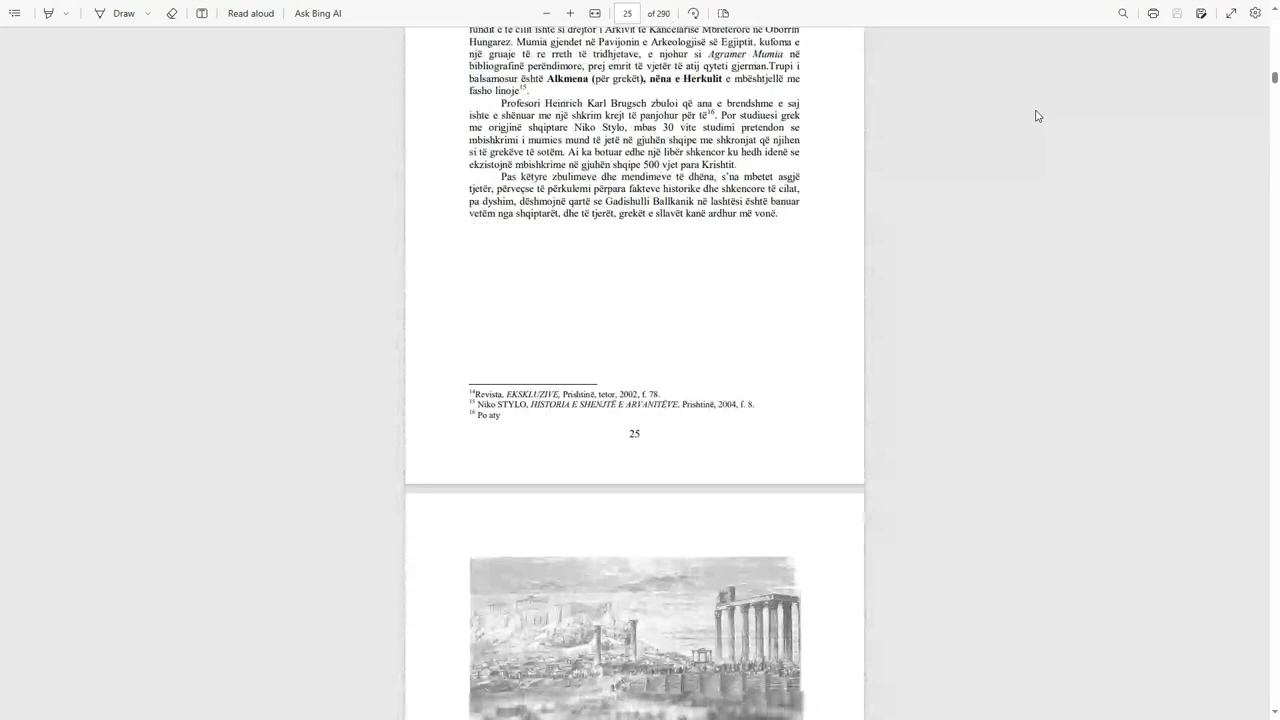 Draw
Read aloud
Ask Bing AI
25 of 290
fundit e të cilit ishte si drejtor i Arkivit të Kancelarisë Mbretërore në Oborrin
Hungarez. Mumia gjendet në Pavijonin e Arkeologjisë së Egjiptit, kufoma e
një gruaje të re rreth të tridhjetave, e njohur si Agramer Mumia në
bibliografinë perëndimore, prej emrit të vjetër të atij qyteti gjerman.Trupi i
balsamosur është Alkmena (për grekët), nëna e Herkulit e mbështjellë me
fasho linoje15.
Profesori Heinrich Karl Brugsch zbuloi që ana e brendshme e saj
ishte e shënuar me një shkrim krejt të panjohur për të16. Por studiuesi grek
me origjinë shqiptare Niko Stylo, mbas 30 vite studimi pretendon se
mbishkrimi i mumies mund të jetë në gjuhën shqipe me shkronjat që njihen
si të grekëve të sotëm. Ai ka botuar edhe një libër shkencor ku hedh idenë se
ekzistojnë mbishkrime në gjuhën shqipe 500 vjet para Krishtit.
Pas këtyre zbulimeve dhe mendimeve të dhëna, s'na mbetet asgjë
tjetër, përveçse të përkulemi përpara fakteve historike dhe shkencore të cilat,
pa dyshim, dëshmojnë qartë se Gadishulli Ballkanik në lashtësi është banuar
vetëm nga shqiptarët, dhe të tjerët, grekët e sllavët kanë ardhur më vonë.
14Revista, EKSKLUZIVE, Prishtinë, tetor, 2002, f. 78.
15 Niko STYLO, HISTORIA E SHENJTË E ARVANITËVE, Prishtinë, 2004, f. 8.
16 Po aty
25